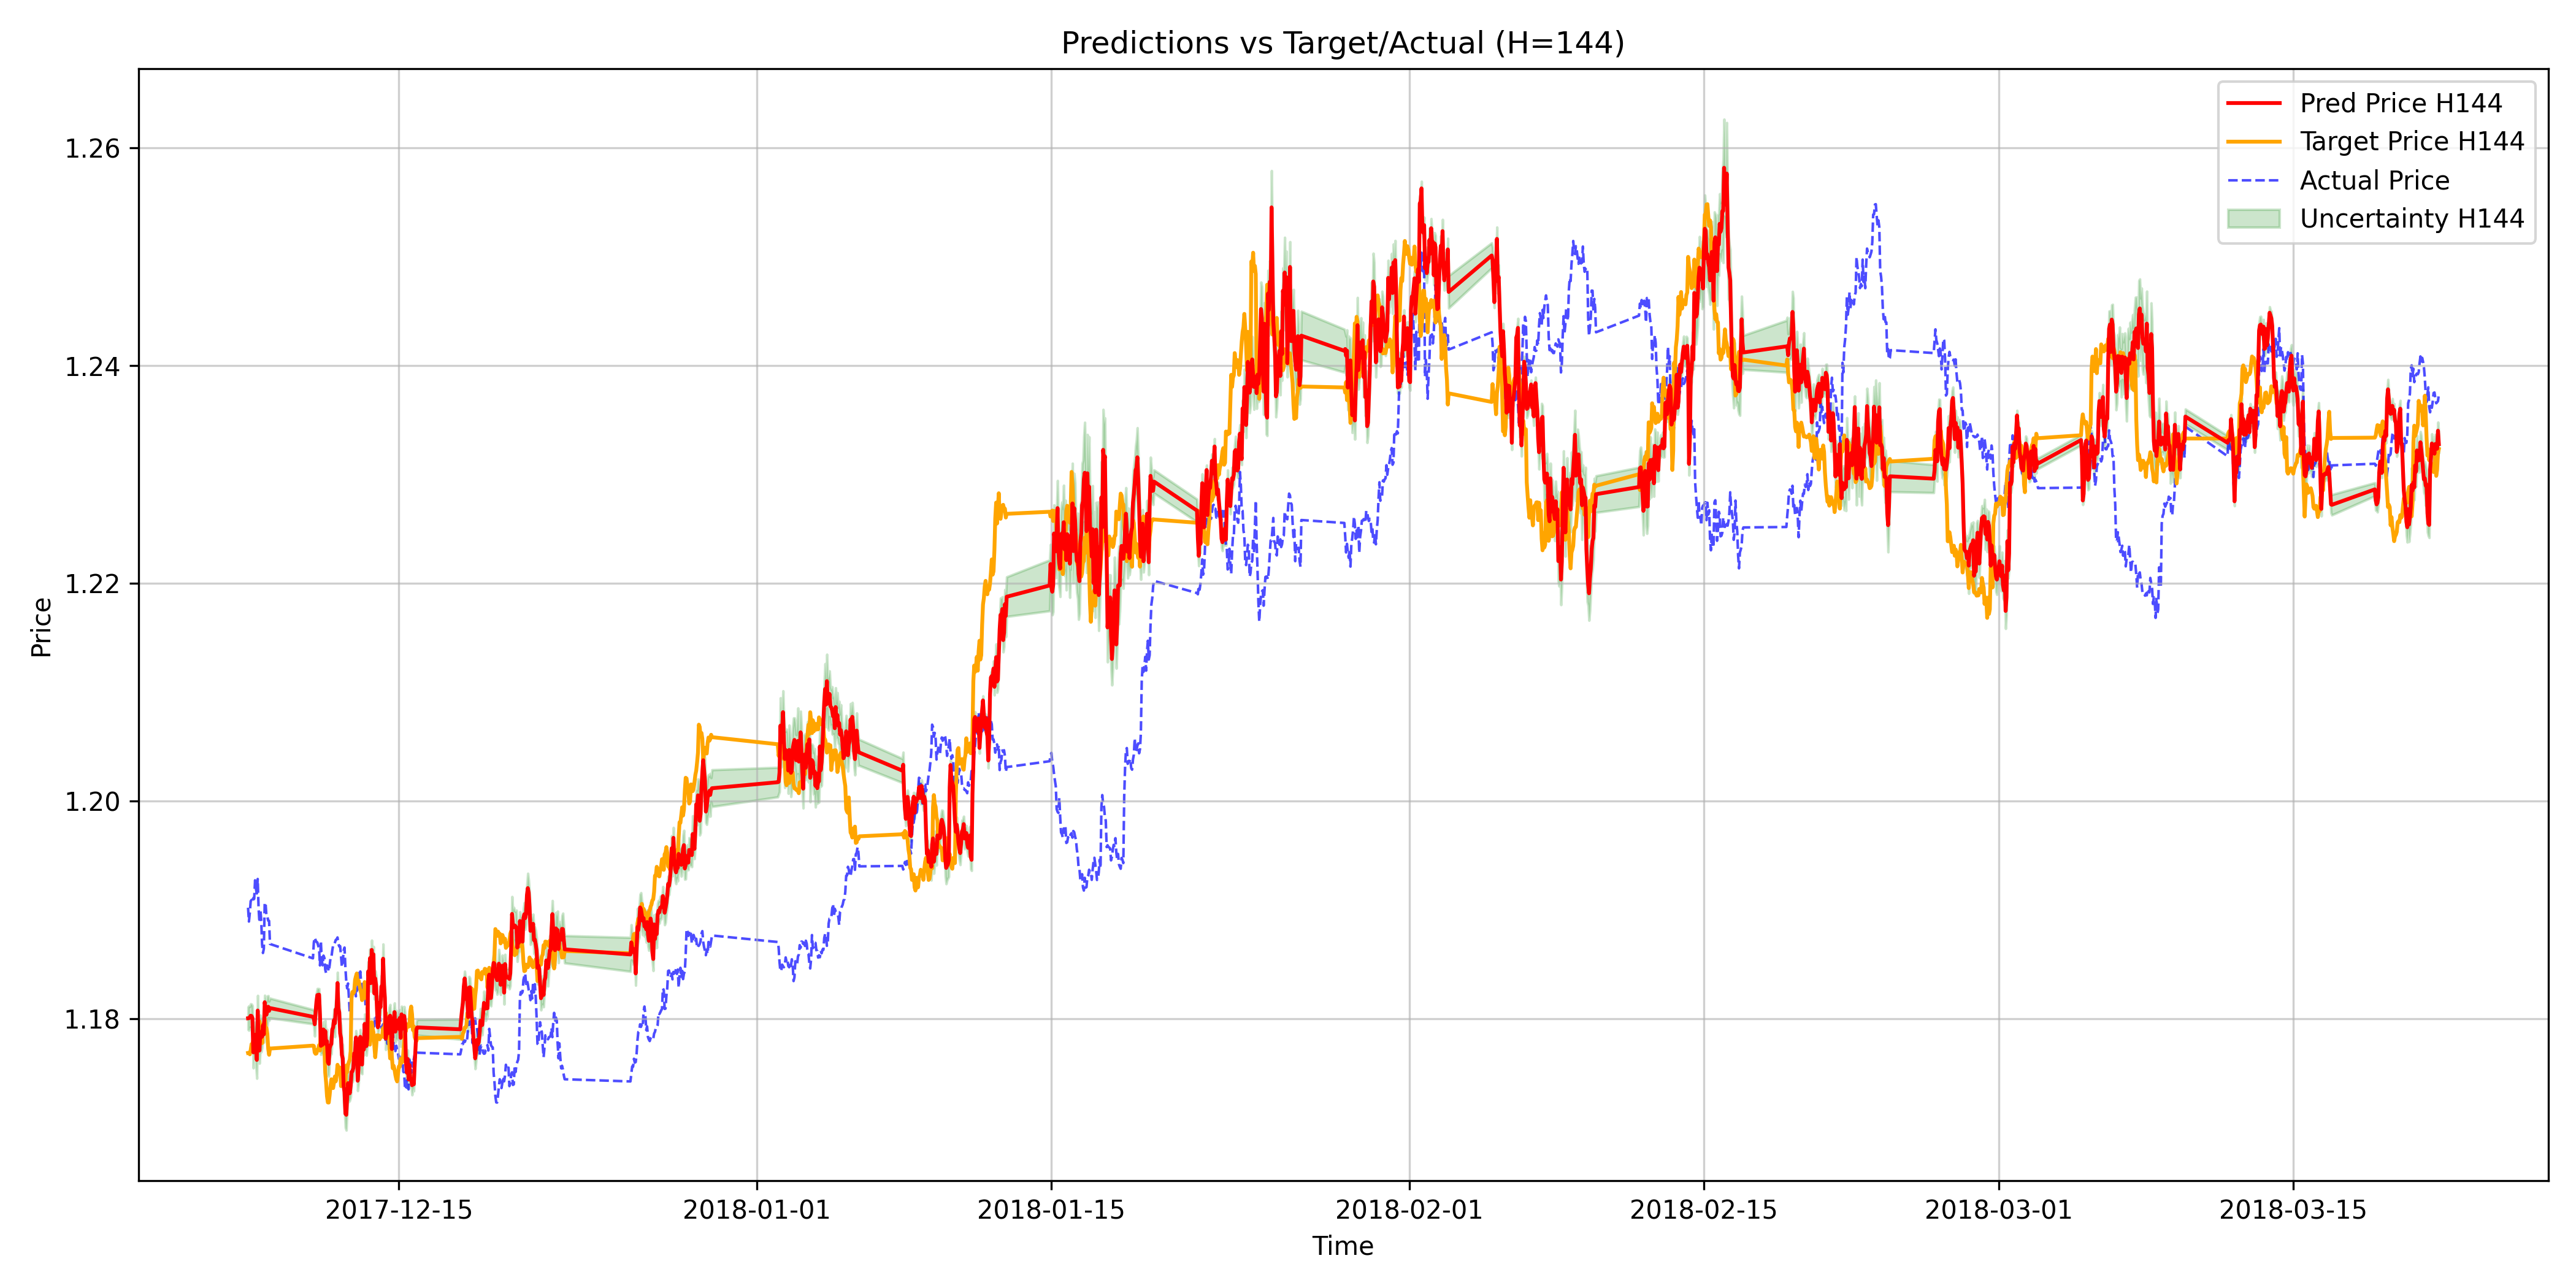 Predictions vs Target/Actual (H=144)
Pred Price H144
Target Price H144
Actual Price
Uncertainty H144
Price
1.26
1.24
1.22
1.20
1.18
2017-12-15
2018-01-01
2018-01-15
2018-02-01
2018-02-15
2018-03-01
2018-03-15
Time